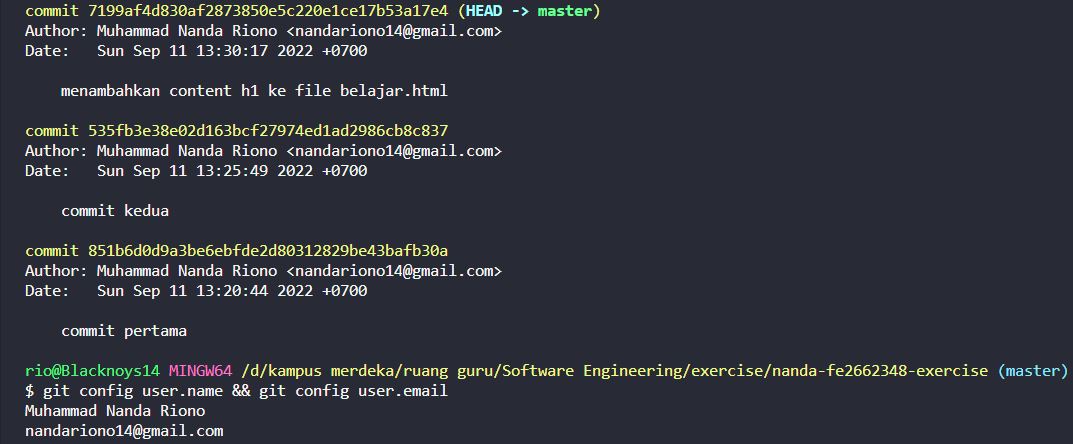 commit 7199af4d830af2873850e5c220e1ce17b53a17e4 (HEAD -> master)
Author: Muhammad Nanda Riono <nandariono14@gmail.com>
Date:   Sun Sep 11 13:30:17 2022 +0700
menambahkan content h1 ke file belajar.html
commit 535fb3e38e02d163bcf27974ed1ad2986cb8c837
Author: Muhammad Nanda Riono <nandariono14@gmail.com>
Date:   Sun Sep 11 13:25:49 2022 +0700
commit kedua
commit 851b6d0d9a3be6ebfde2d80312829be43bafb30a
Author: Muhammad Nanda Riono <nandariono14@gmail.com>
Date:   Sun Sep 11 13:20:44 2022 +0700
commit pertama
rio@Blacknoys14 MINGW64 /d/kampus merdeka/ruang guru/Software Engineering/exercise/nanda-fe2662348-exercise (master)
$ git config user.name && git config user.email
Muhammad Nanda Riono
nandariono14@gmail.com